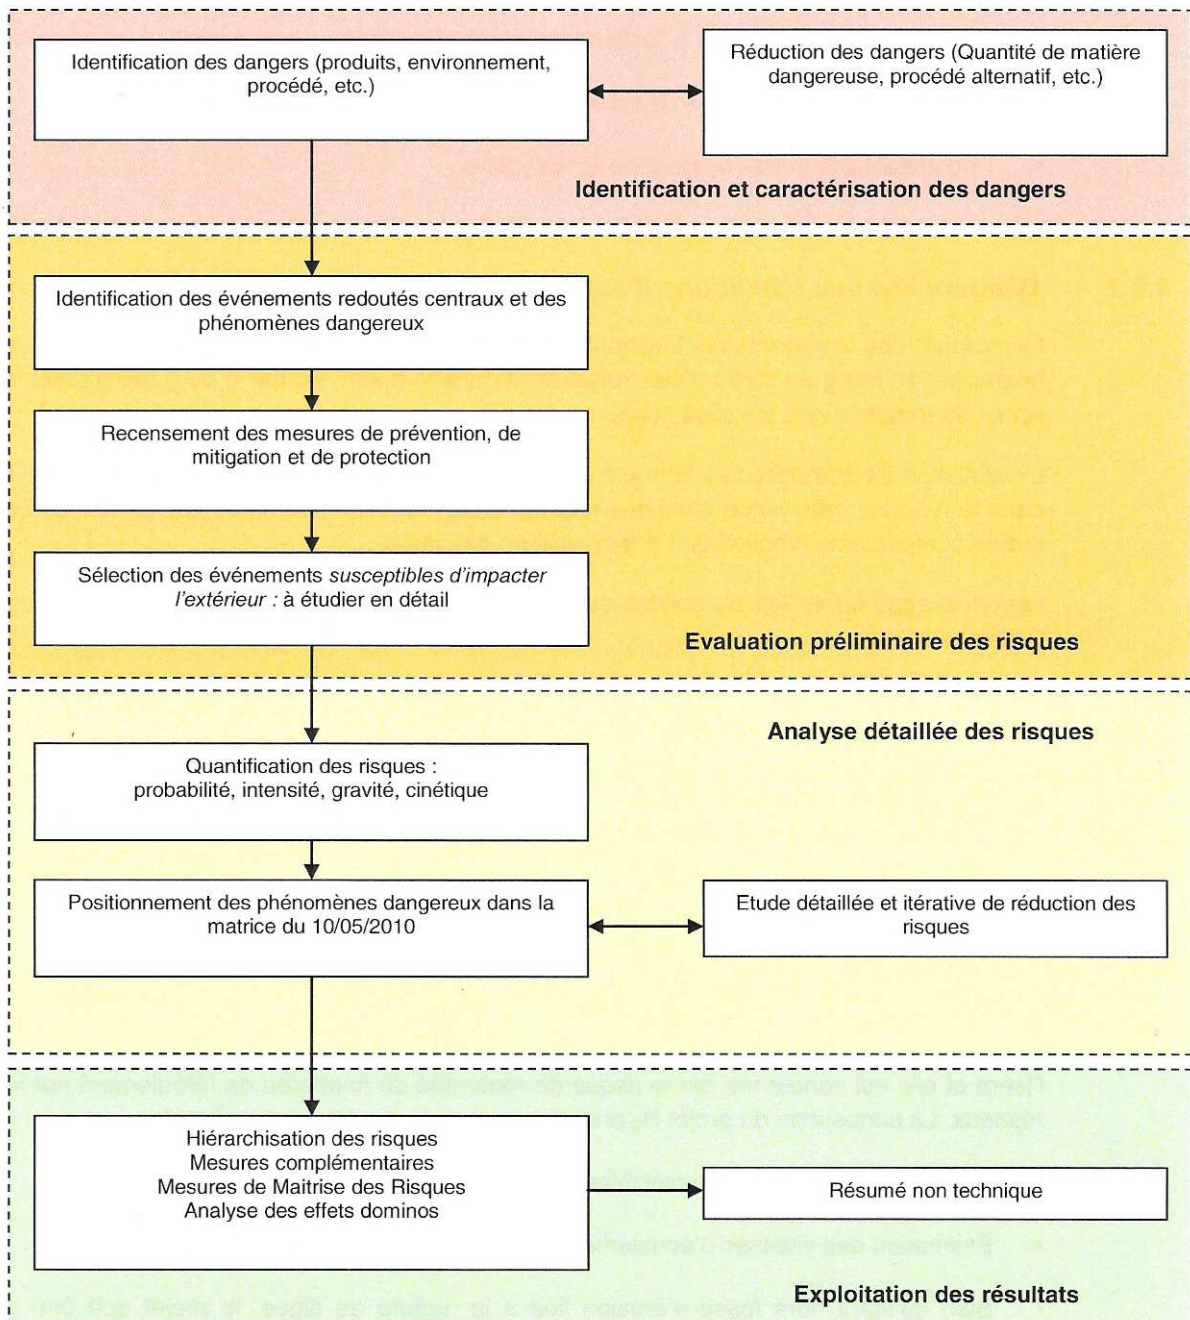 Identification des dangers (produits, environnement,
procédé, etc.)
Réduction des dangers (Quantité de matière
dangereuse, procédé alternatif, etc.)
Identification et caractérisation des dangers
Identification des événements redoutés centraux et des
phénomènes dangereux
Recensement des mesures de prévention, de
mitigation et de protection
Sélection des événements susceptibles d'impacter
l'extérieur : à étudier en détail
Evaluation préliminaire des risques
Analyse détaillée des risques
Quantification des risques :
probabilité, intensité, gravité, cinétique
Positionnement des phénomènes dangereux dans la
matrice du 10/05/2010
Etude détaillée et itérative de réduction des
risques
Hiérarchisation des risques
Mesures complémentaires
Mesures de Maitrise des Risques
Analyse des effets dominos
Résumé non technique
Exploitation des résultats